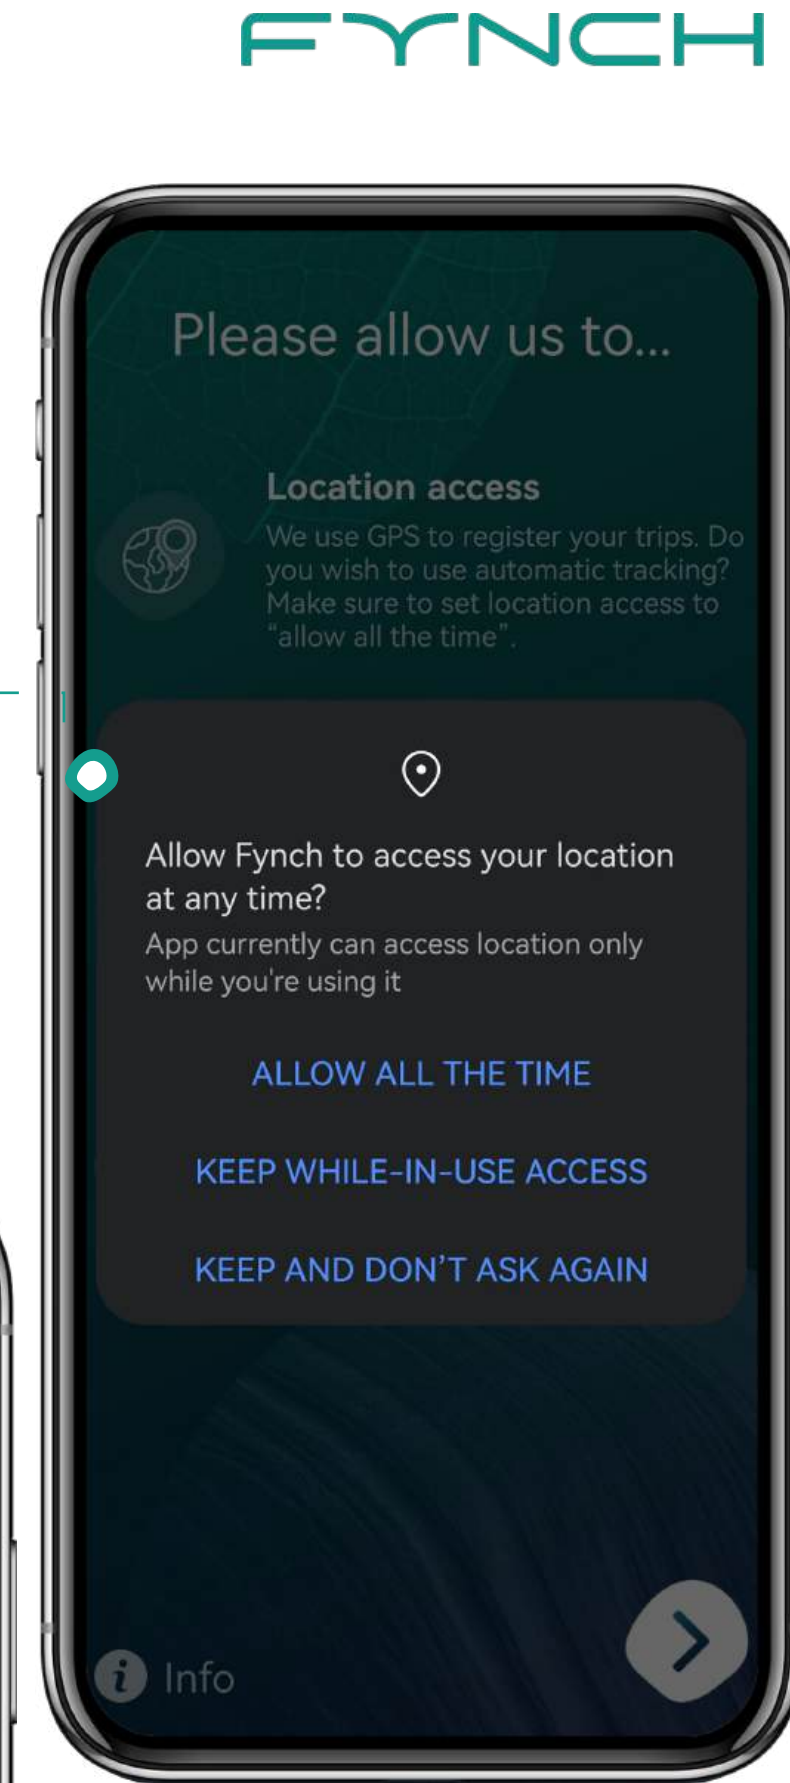 FYNCH
Please allow us to...
Location access
We use GPS to register your trips. Do
you wish to use automatic tracking?
Make sure to set location access to
“allow all the time”.
Allow Fynch to access your location
at any time?
App currently can access location only
while you're using it
ALLOW ALL THE TIME
KEEP WHILE-IN-USE ACCESS
KEEP AND DON’T ASK AGAIN
i Info